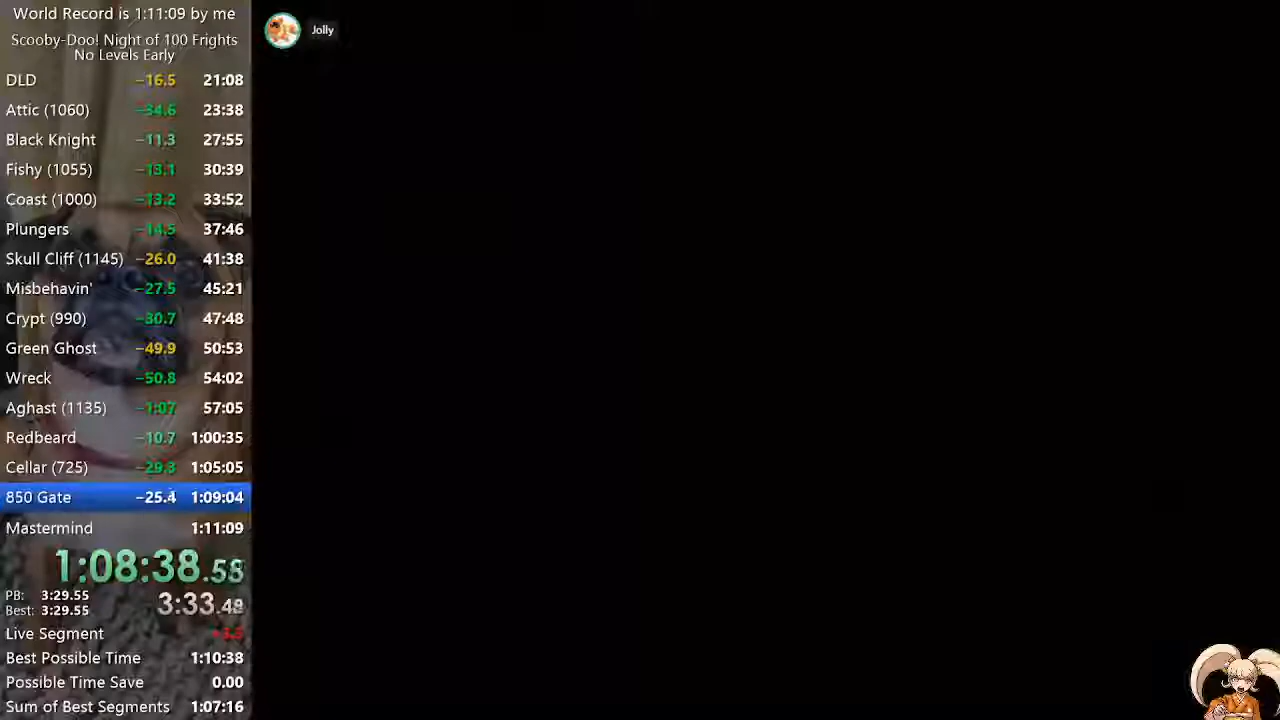 World Record is 1:11:09 by me
Scooby-Doo! Night of 100 Frights
No Levels Early
DLD −16.5 21:08
Attic (1060) −34.6 23:38
Black Knight −11.3 27:55
Fishy (1055) −13.1 30:39
Coast (1000) −13.2 33:52
Plungers −14.5 37:46
Skull Cliff (1145) −26.0 41:38
Misbehavin' −27.5 45:21
Crypt (990) −30.7 47:48
Green Ghost −49.9 50:53
Wreck −50.8 54:02
Aghast (1135) −1:07 57:05
Redbeard −10.7 1:00:35
Cellar (725) −29.3 1:05:05
850 Gate −25.4 1:09:04
Mastermind 1:11:09
1:08:38.58
PB: 3:29.55
Best: 3:29.55
3:33.49
Live Segment +3.5
Best Possible Time 1:10:38
Possible Time Save 0.00
Sum of Best Segments 1:07:16
Jolly